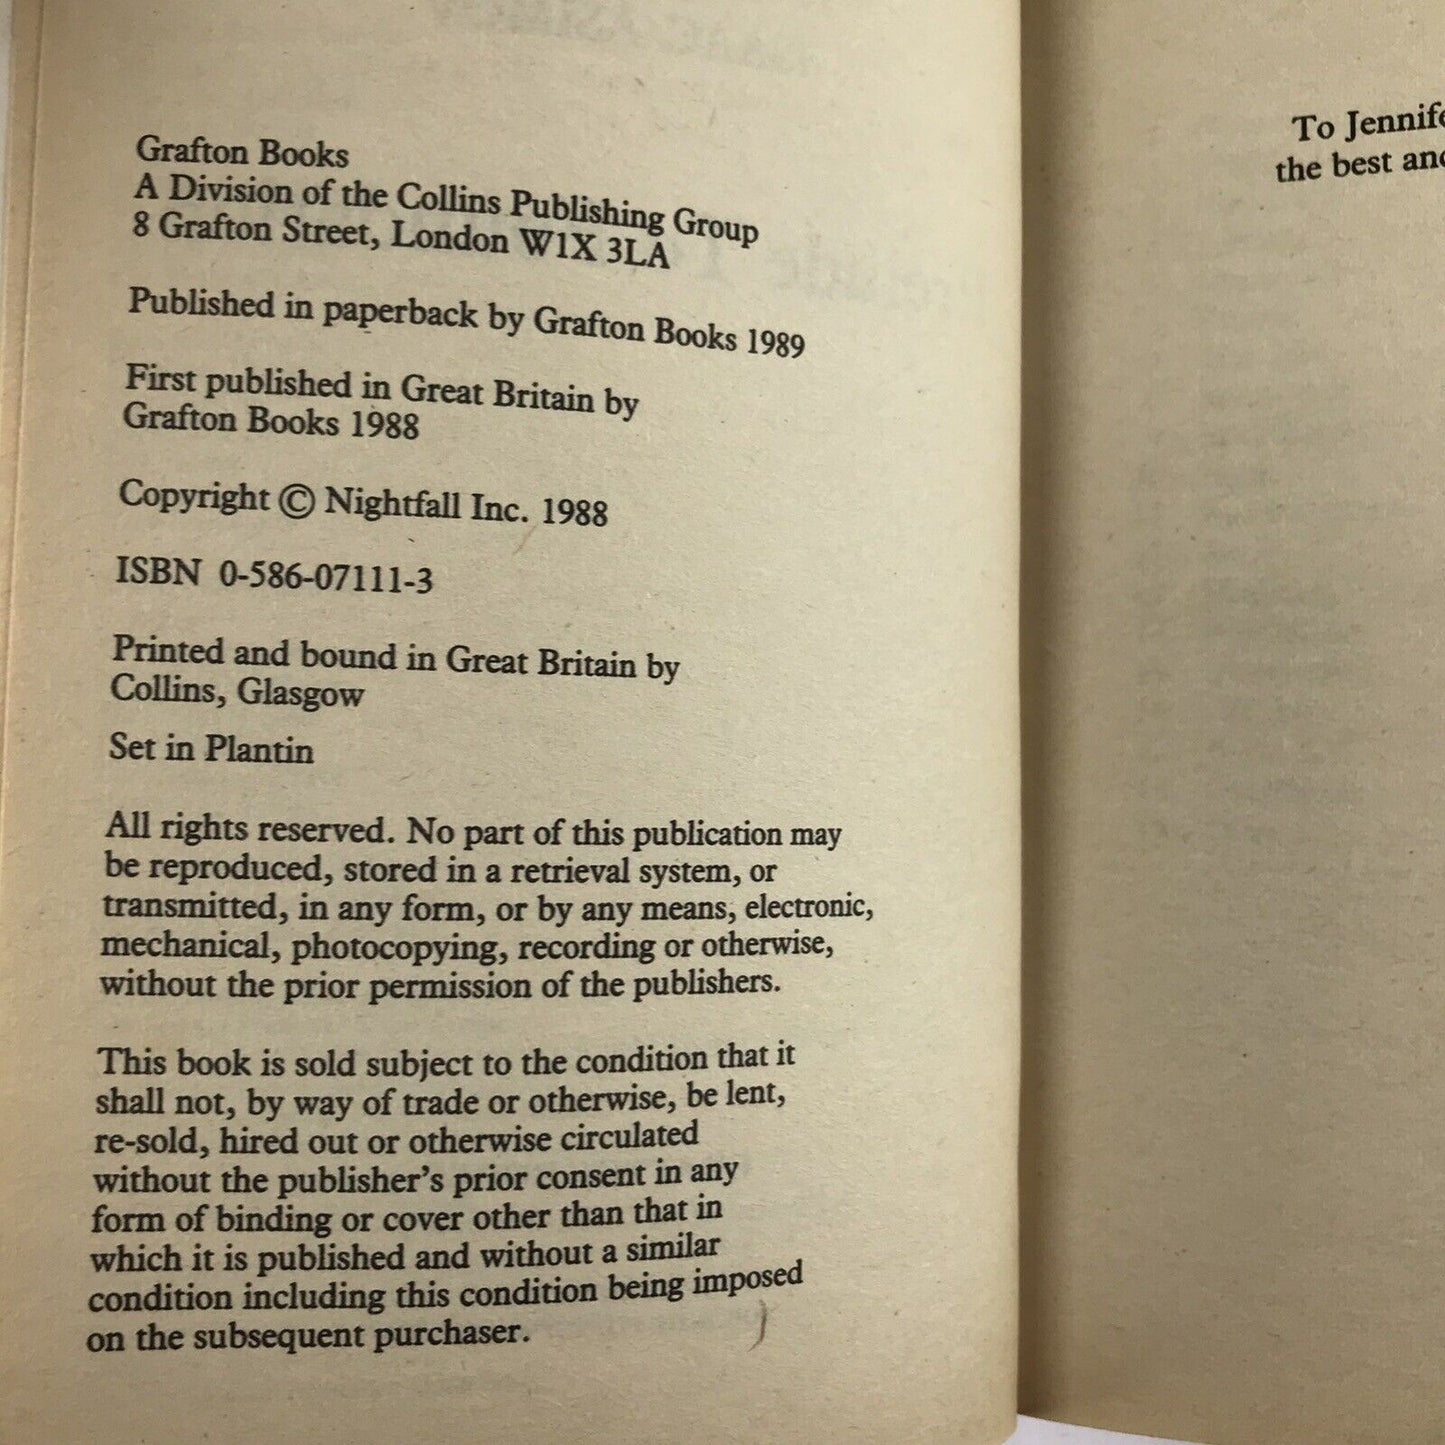 Grafton Books
A Division of the Collins Publishing Group
8 Grafton Street, London W1X 3LA
Published in paperback by Grafton Books 1989
First published in Great Britain by
Grafton Books 1988
Copyright © Nightfall Inc. 1988
ISBN 0-586-07111-3
Printed and bound in Great Britain by
Collins, Glasgow
Set in Plantin
All rights reserved. No part of this publication may
be reproduced, stored in a retrieval system, or
transmitted, in any form, or by any means, electronic,
mechanical, photocopying, recording or otherwise,
without the prior permission of the publishers.
This book is sold subject to the condition that it
shall not, by way of trade or otherwise, be lent,
re-sold, hired out or otherwise circulated
without the publisher's prior consent in any
form of binding or cover other than that in
which it is published and without a similar
condition including this condition being imposed
on the subsequent purchaser.
To
the best